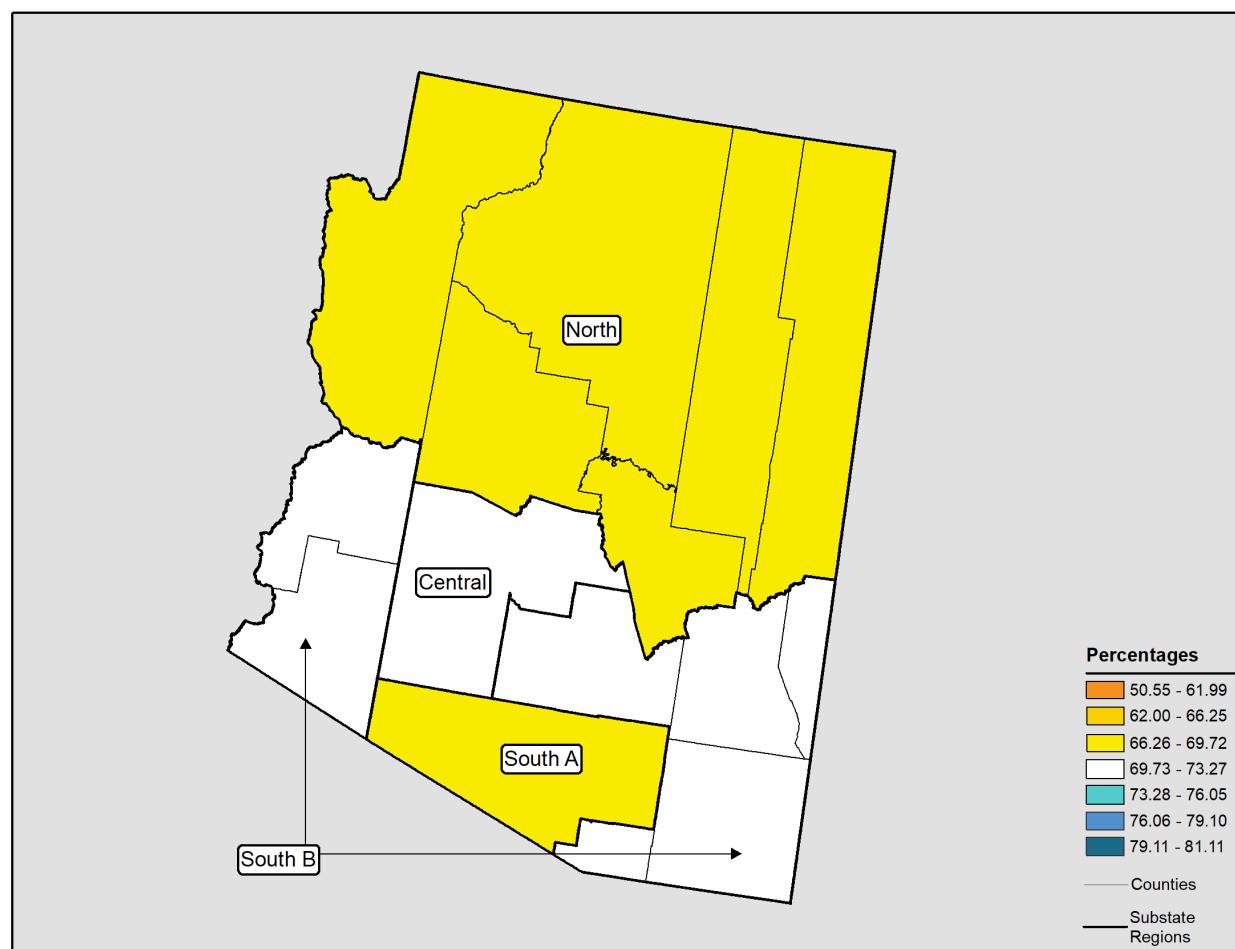 North
Central
South A
South B
Percentages
50.55 - 61.99
62.00 - 66.25
66.26 - 69.72
69.73 - 73.27
73.28 - 76.05
76.06 - 79.10
79.11 - 81.11
Counties
Substate
Regions